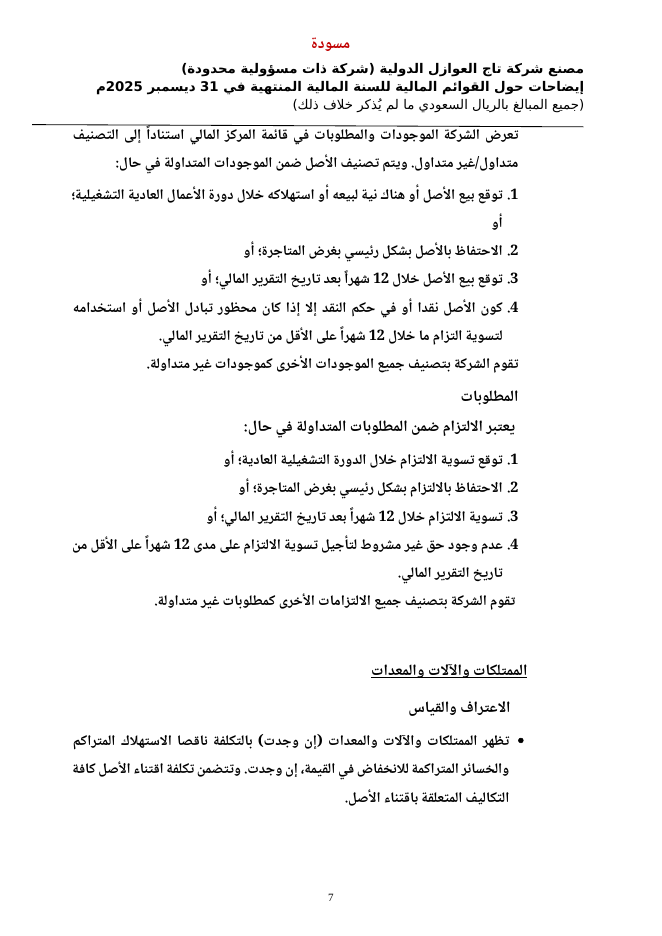 مسودة
مصنع شركة تاج العوازل الدولية (شركة ذات مسؤولية محدودة)
إيضاحات حول القوائم المالية للسنة المالية المنتهية في 31 ديسمبر 2025م
(جميع المبالغ بالريال السعودي ما لم يُذكر خلاف ذلك)
تعرض الشركة الموجودات والمطلوبات في قائمة المركز المالي استناداً إلى التصنيف
متداول/غير متداول. ويتم تصنيف الأصل ضمن الموجودات المتداولة في حال:
1. توقع بيع الأصل أو هناك نية لبيعه أو استهلاكه خلال دورة الأعمال العادية التشغيلية؛
أو
2. الاحتفاظ بالأصل بشكل رئيسي بغرض المتاجرة؛ أو
3. توقع بيع الأصل خلال 12 شهراً بعد تاريخ التقرير المالي؛ أو
4. كون الأصل نقدا أو في حكم النقد إلا إذا كان محظور تبادل الأصل أو استخدامه
لتسوية التزام ما خلال 12 شهراً على الأقل من تاريخ التقرير المالي.
تقوم الشركة بتصنيف جميع الموجودات الأخرى كموجودات غير متداولة.
المطلوبات
يعتبر الالتزام ضمن المطلوبات المتداولة في حال:
1. توقع تسوية الالتزام خلال الدورة التشغيلية العادية؛ أو
2. الاحتفاظ بالالتزام بشكل رئيسي بغرض المتاجرة؛ أو
3. تسوية الالتزام خلال 12 شهراً بعد تاريخ التقرير المالي؛ أو
4. عدم وجود حق غير مشروط لتأجيل تسوية الالتزام على مدى 12 شهراً على الأقل من
تاريخ التقرير المالي.
تقوم الشركة بتصنيف جميع الالتزامات الأخرى كمطلوبات غير متداولة.
الممتلكات والآلات والمعدات
الاعتراف والقياس
• تظهر الممتلكات والآلات والمعدات (إن وجدت) بالتكلفة ناقصا الاستهلاك المتراكم
والخسائر المتراكمة للانخفاض في القيمة، إن وجدت. وتتضمن تكلفة اقتناء الأصل كافة
التكاليف المتعلقة باقتناء الأصل.
7